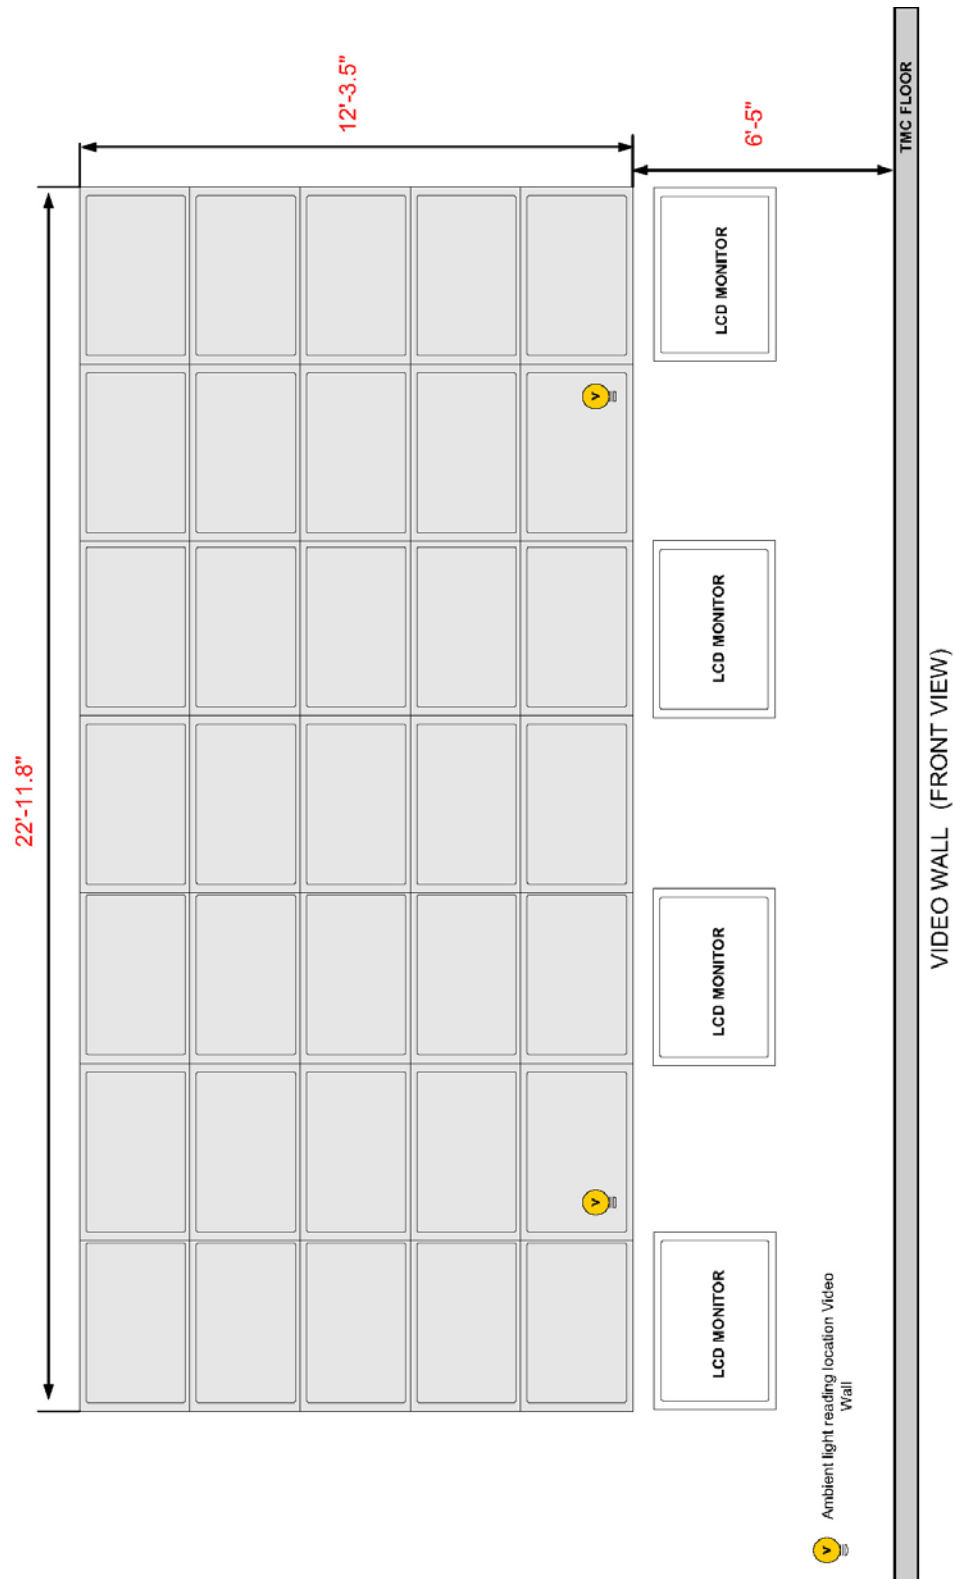 22'-11.8"
12'-3.5"
6'-5"
V
V
LCD MONITOR
LCD MONITOR
LCD MONITOR
LCD MONITOR
V
Ambient light reading location Video
Wall
TMC FLOOR
VIDEO WALL (FRONT VIEW)